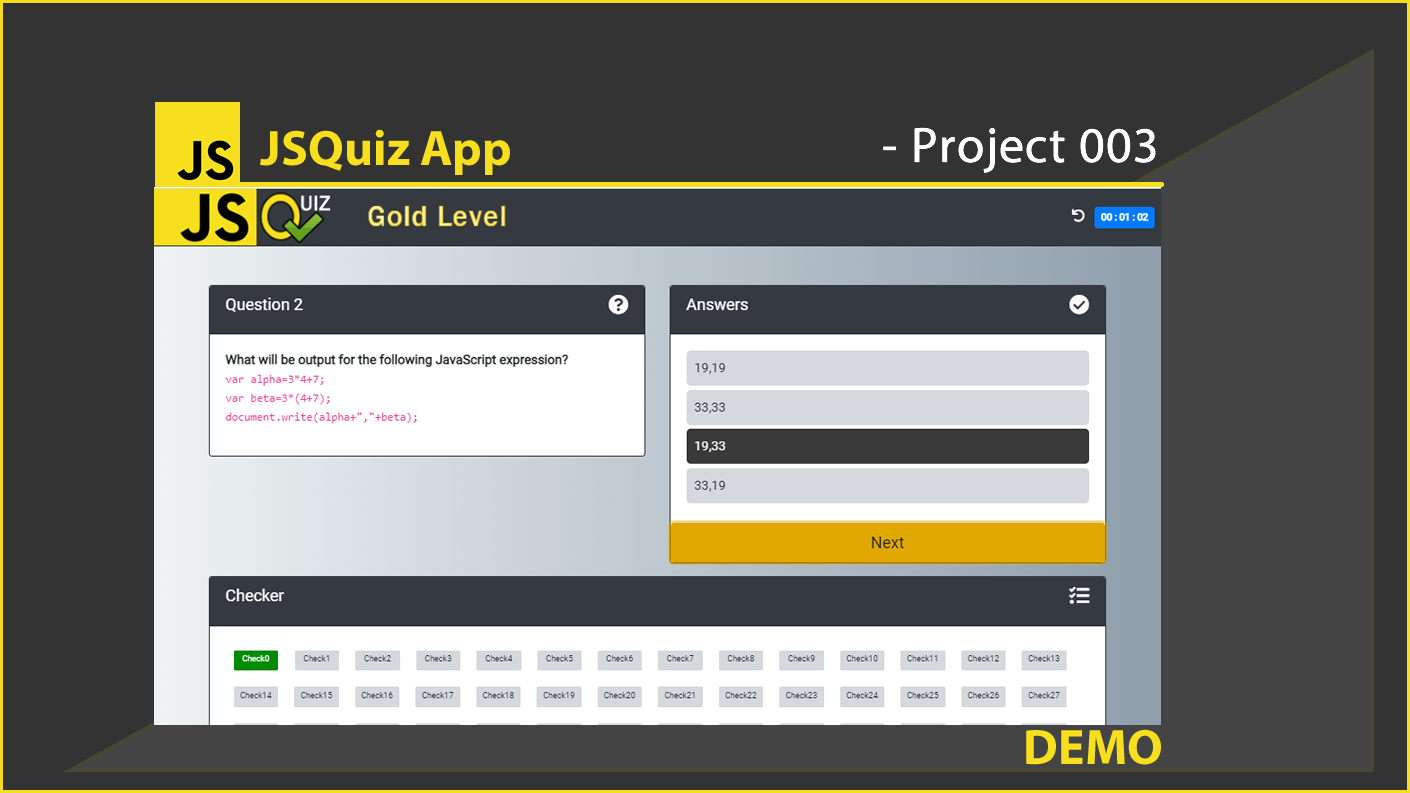 JS
JSQuiz App
- Project 003
JS
QUIZ
Gold Level
00 : 01 : 02
Question 2
?
What will be output for the following JavaScript expression?
var alpha=3*4+7;
var beta=3*(4+7);
document.write(alpha+","+beta);
Answers
19,19
33,33
19,33
33,19
Next
Checker
Check0 Check1 Check2 Check3 Check4 Check5 Check6 Check7 Check8 Check9 Check10 Check11 Check12 Check13
Check14 Check15 Check16 Check17 Check18 Check19 Check20 Check21 Check22 Check23 Check24 Check25 Check26 Check27
DEMO